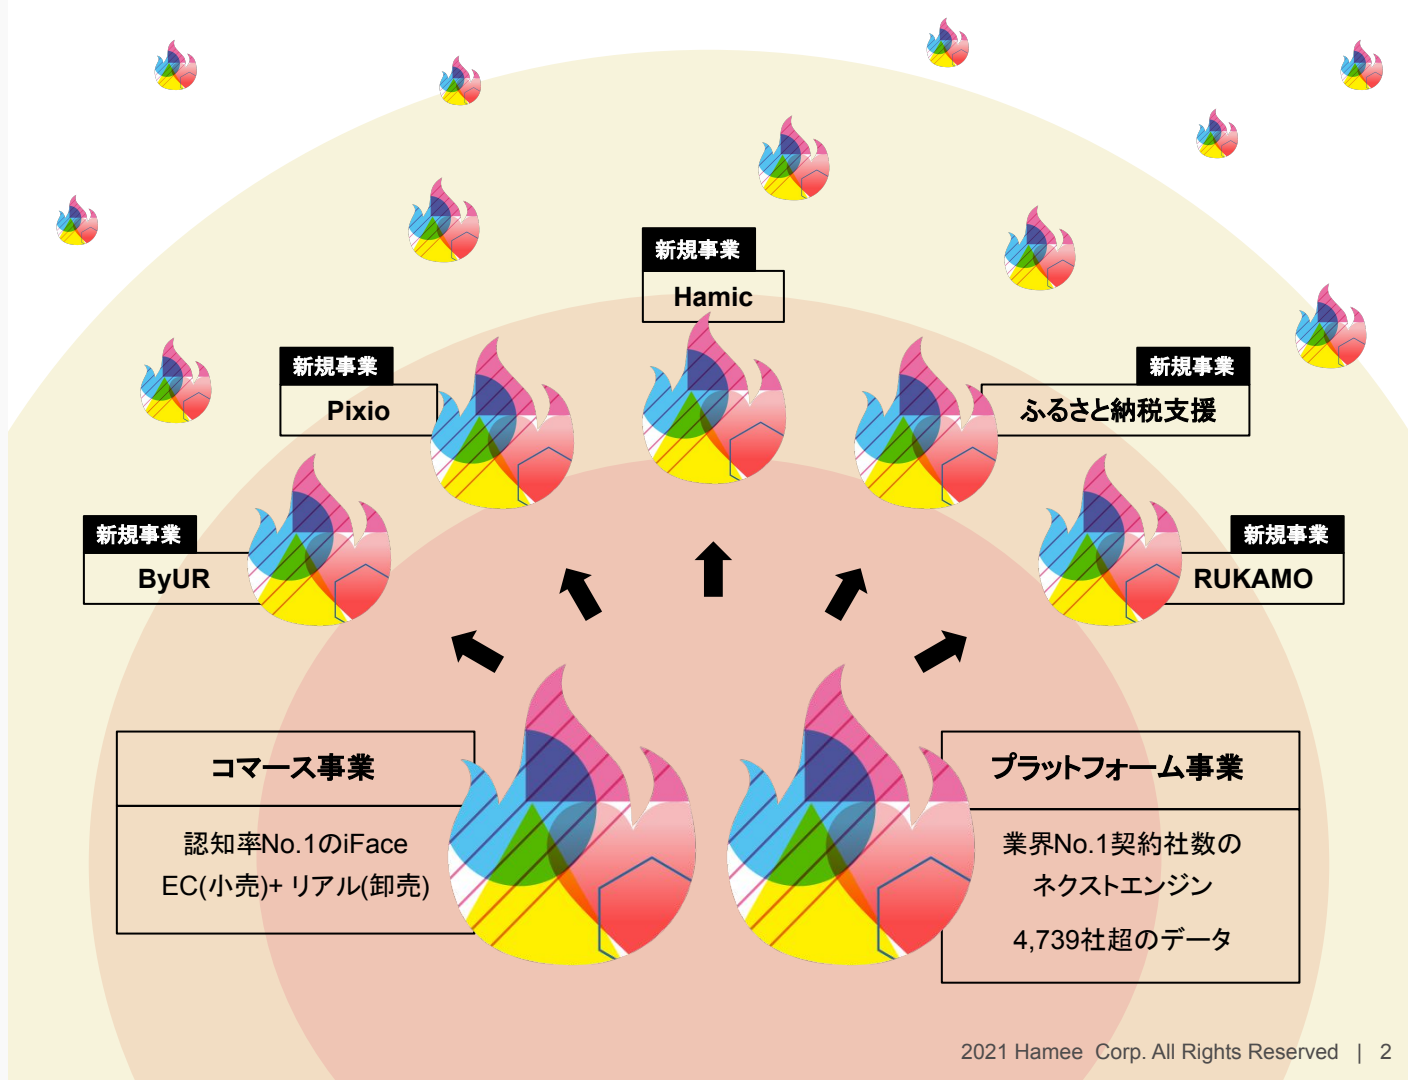 新規事業
Hamic
新規事業
Pixio
新規事業
ふるさと納税支援
新規事業
ByUR
新規事業
RUKAMO
コマース事業
認知率No.1のiFace
EC(小売)+ リアル(卸売)
プラットフォーム事業
業界No.1契約社数の
ネクストエンジン
4,739社超のデータ
2021 Hamee Corp. All Rights Reserved | 2